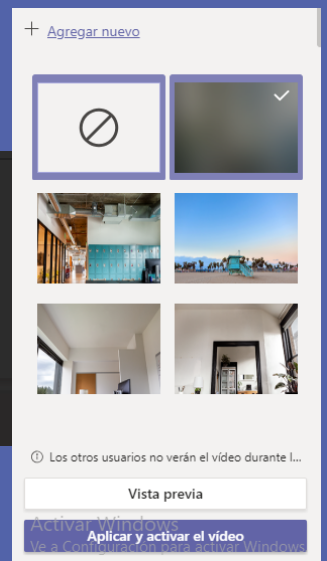 Agregar nuevo
Los otros usuarios no verán el vídeo durante l...
Vista previa
Activar Windows
Aplicar y activar el vídeo
Ve a Configuración para activar Windows